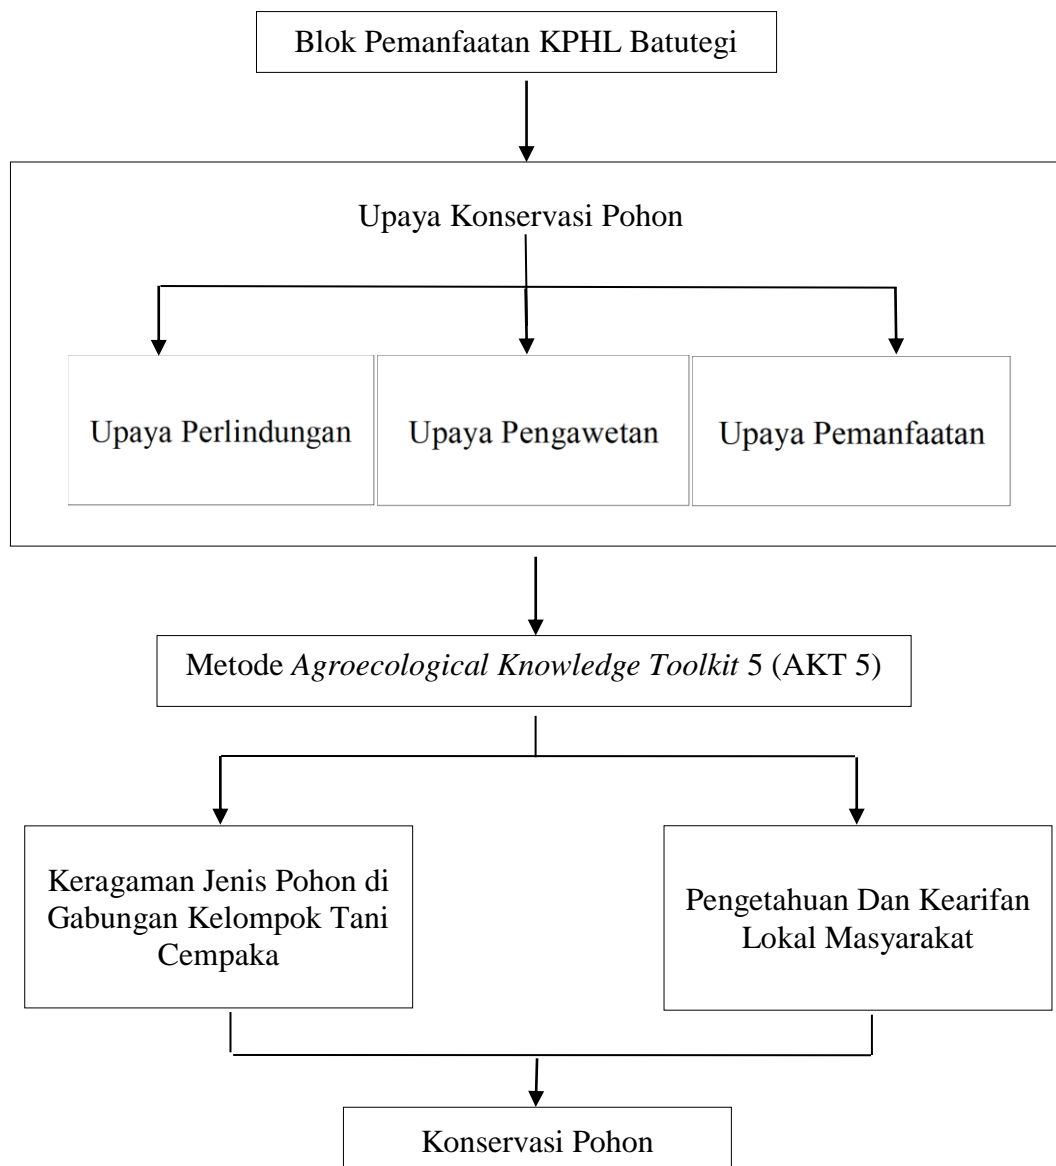 Blok Pemanfaatan KPHL Batutegi
Upaya Konservasi Pohon
Upaya Perlindungan
Upaya Pengawetan
Upaya Pemanfaatan
Metode Agroecological Knowledge Toolkit 5 (AKT 5)
Keragaman Jenis Pohon di
Gabungan Kelompok Tani
Cempaka
Pengetahuan Dan Kearifan
Lokal Masyarakat
Konservasi Pohon